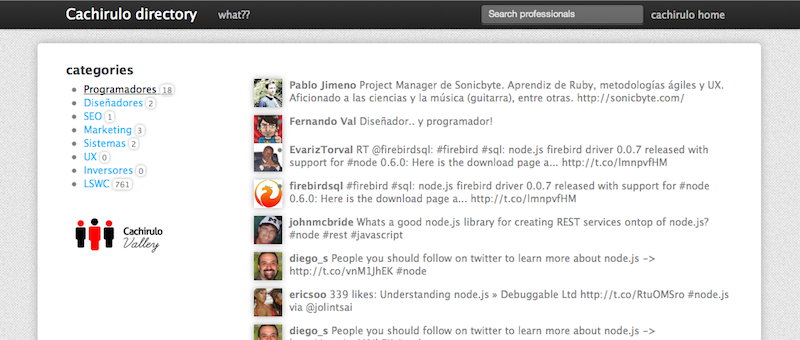 Cachirulo directory what?? Search professionals cachirulo home
categories
Programadores 18
Diseñadores 2
SEO 1
Marketing 3
Sistemas 2
UX 0
Inversores 0
LSWC 761
Cachirulo
Valley
Pablo Jimeno Project Manager de Sonicbyte. Aprendiz de Ruby, metodologías ágiles y UX.
Aficionado a las ciencias y la música (guitarra), entre otras. http://sonicbyte.com/
Fernando Val Diseñador.. y programador!
EvarizTorval RT @firebirdsql: #firebird #sql: node.js firebird driver 0.0.7 released with
support for #node 0.6.0: Here is the download page a... http://t.co/lmnpvfHM
firebirdsql #firebird #sql: node.js firebird driver 0.0.7 released with support for #node
0.6.0: Here is the download page a... http://t.co/lmnpvfHM
johnmcbride Whats a good node.js library for creating REST services ontop of node.js?
#node #rest #javascript
diego_s People you should follow on twitter to learn more about node.js ->
http://t.co/vnM1JhEK #node
ericsoo 339 likes: Understanding node.js » Debuggable Ltd http://t.co/RtuOMSro #node.js
via @jolintsai
diego_s People you should follow on twitter to learn more about node.js ->